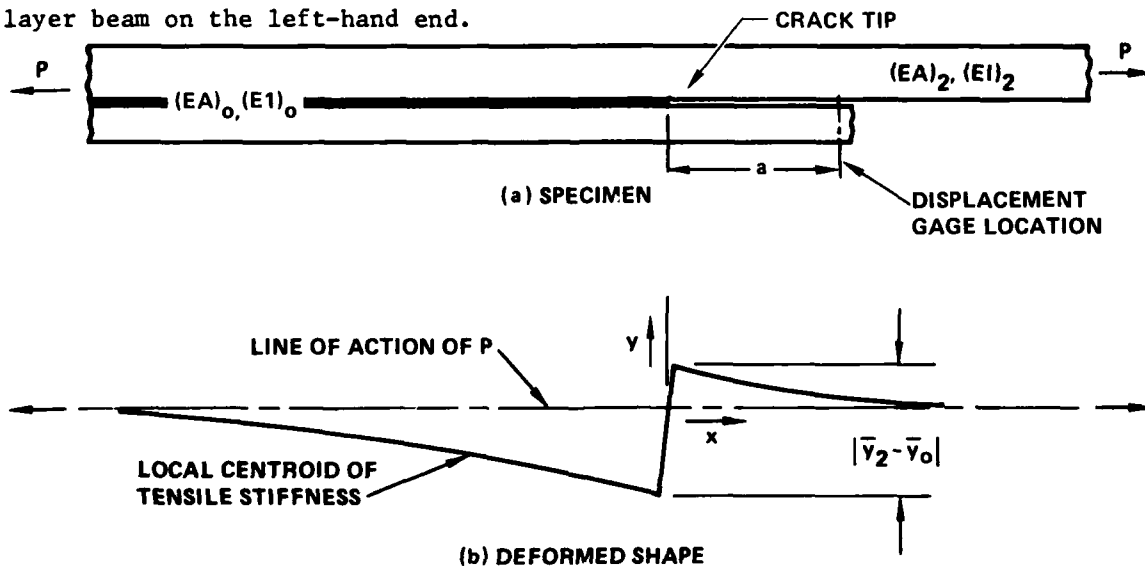 layer beam on the left-hand end.
CRACK TIP
P
P
(EA)₂, (EI)₂
(EA)ₒ, (E1)ₒ
a
(a) SPECIMEN
DISPLACEMENT
GAGE LOCATION
LINE OF ACTION OF P
y
x
|ȳ₂-ȳₒ|
LOCAL CENTROID OF
TENSILE STIFFNESS
(b) DEFORMED SHAPE